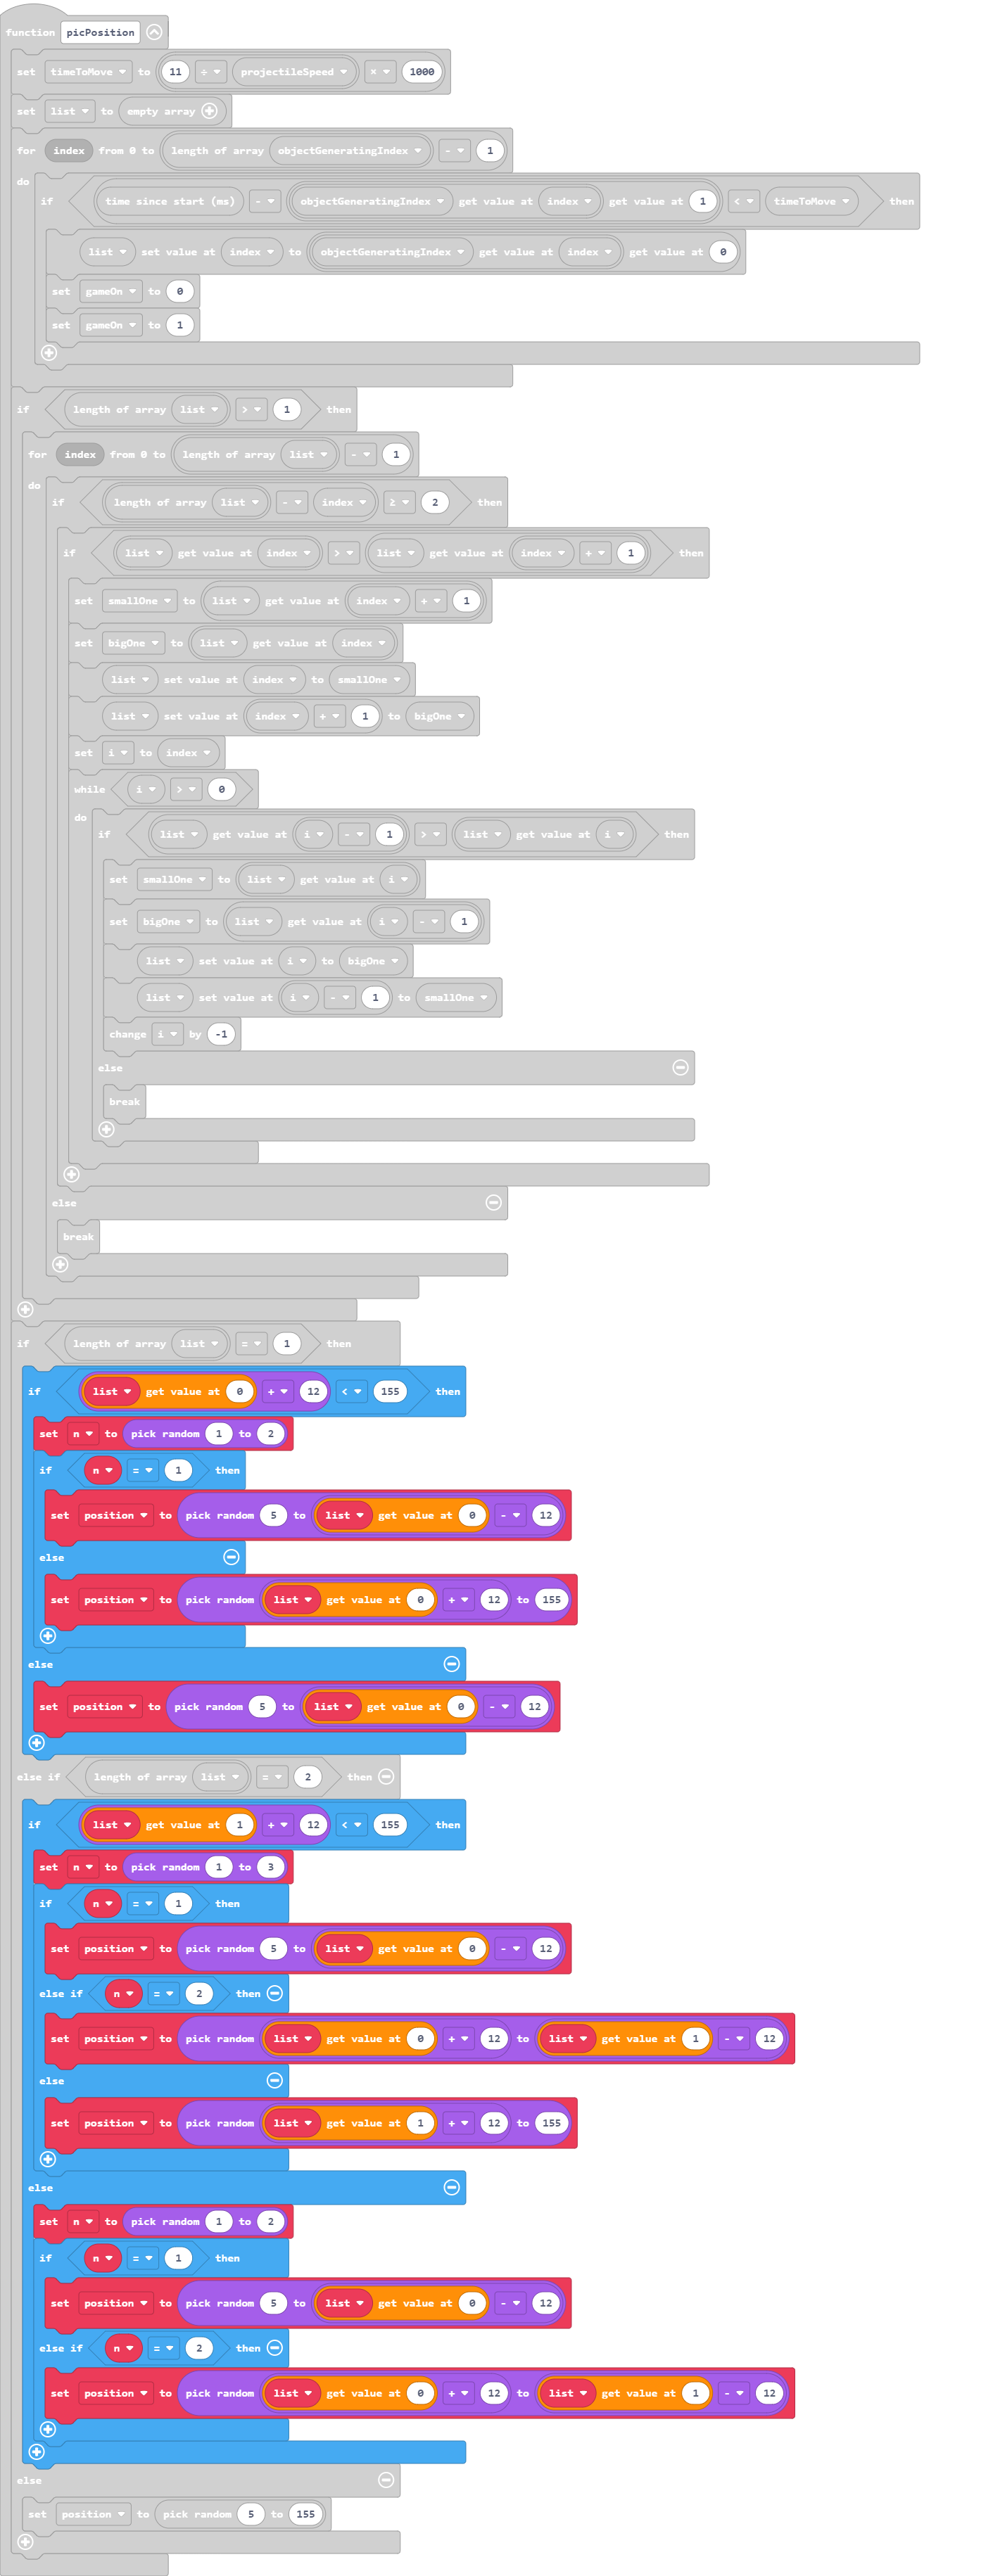 function picPosition
set timeToMove to 11 ÷ projectileSpeed × 1000
set list to empty array
for index from 0 to length of array objectGeneratingIndex - 1
do
if time since start (ms) - objectGeneratingIndex get value at index get value at 1 < timeToMove then
list set value at index to objectGeneratingIndex get value at index get value at 0
set gameOn to 0
set gameOn to 1
if length of array list > 1 then
for index from 0 to length of array list - 1
do
if length of array list - index ≥ 2 then
if list get value at index > list get value at index + 1 then
set smallOne to list get value at index + 1
set bigOne to list get value at index
list set value at index to smallOne
list set value at index + 1 to bigOne
set i to index
while i > 0
do
if list get value at i - 1 > list get value at i then
set smallOne to list get value at i
set bigOne to list get value at i - 1
list set value at i to bigOne
list set value at i - 1 to smallOne
change i by -1
else
break
else
break
if length of array list = 1 then
if list get value at 0 + 12 < 155 then
set n to pick random 1 to 2
if n = 1 then
set position to pick random 5 to list get value at 0 - 12
else
set position to pick random list get value at 0 + 12 to 155
else
set position to pick random 5 to list get value at 0 - 12
else if length of array list = 2 then
if list get value at 1 + 12 < 155 then
set n to pick random 1 to 3
if n = 1 then
set position to pick random 5 to list get value at 0 - 12
else if n = 2 then
set position to pick random list get value at 0 + 12 to list get value at 1 - 12
else
set position to pick random list get value at 1 + 12 to 155
else
set n to pick random 1 to 2
if n = 1 then
set position to pick random 5 to list get value at 0 - 12
else if n = 2 then
set position to pick random list get value at 0 + 12 to list get value at 1 - 12
else
set position to pick random 5 to 155